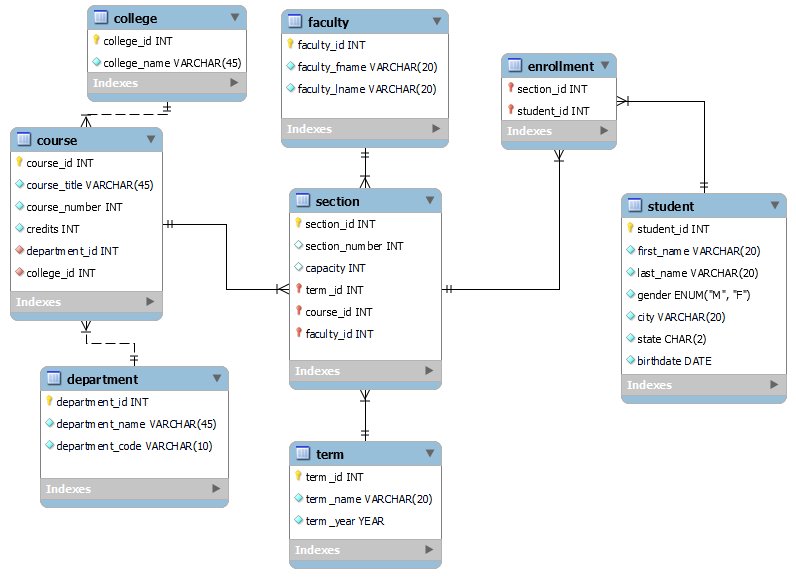 college
college_id INT
college_name VARCHAR(45)
Indexes
faculty
faculty_id INT
faculty_fname VARCHAR(20)
faculty_lname VARCHAR(20)
Indexes
enrollment
section_id INT
student_id INT
Indexes
course
course_id INT
course_title VARCHAR(45)
course_number INT
credits INT
department_id INT
college_id INT
Indexes
section
section_id INT
section_number INT
capacity INT
term_id INT
course_id INT
faculty_id INT
Indexes
student
student_id INT
first_name VARCHAR(20)
last_name VARCHAR(20)
gender ENUM("M", "F")
city VARCHAR(20)
state CHAR(2)
birthdate DATE
Indexes
department
department_id INT
department_name VARCHAR(45)
department_code VARCHAR(10)
Indexes
term
term_id INT
term_name VARCHAR(20)
term_year YEAR
Indexes